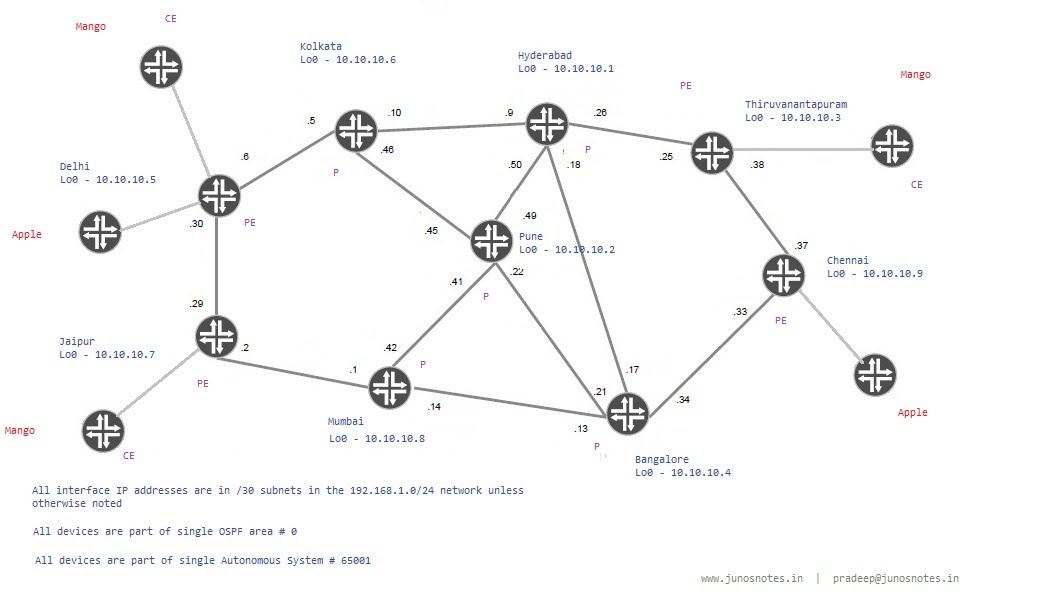 CE
Mango
Kolkata
Lo0 - 10.10.10.6
Hyderabad
Lo0 - 10.10.10.1
Mango
PE
Thiruvanantapuram
Lo0 - 10.10.10.3
.5
.10
.9
.26
.46
P
.25
.6
Delhi
Lo0 - 10.10.10.5
P
.50
.18
.38
CE
.30
PE
Apple
.45
.49
Pune
Lo0 - 10.10.10.2
.37
Chennai
Lo0 - 10.10.10.9
.22
.41
P
.29
.33
PE
Jaipur
Lo0 - 10.10.10.7
.2
.42
P
.1
.17
PE
.21
.34
.14
Apple
Mumbai
Lo0 - 10.10.10.8
.13
Mango
P
CE
Bangalore
Lo0 - 10.10.10.4
All interface IP addresses are in /30 subnets in the 192.168.1.0/24 network unless
otherwise noted
All devices are part of single OSPF area # 0
All devices are part of single Autonomous System # 65001
www.junosnotes.in | pradeep@junosnotes.in